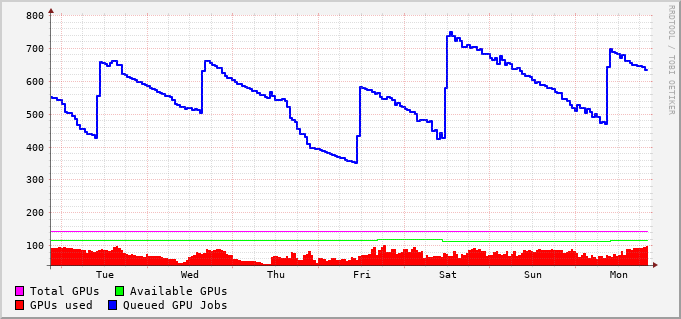 800
700
600
500
400
300
200
100
Tue Wed Thu Fri Sat Sun Mon
Total GPUs Available GPUs
GPUs used Queued GPU Jobs
RRDTOOL / TOBI OETIKER